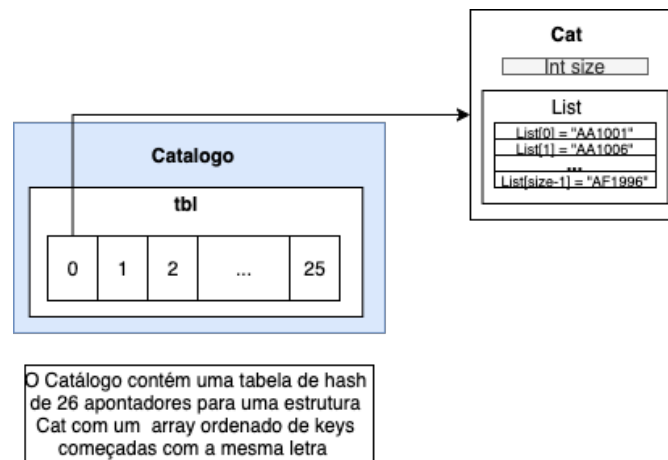 Cat
Int size
List
List[0] = "AA1001"
List[1] = "AA1006"
...
List[size-1] = "AF1996"
Catalogo
tbl
0 1 2 ... 25
O Catálogo contém uma tabela de hash
de 26 apontadores para uma estrutura
Cat com um array ordenado de keys
começadas com a mesma letra